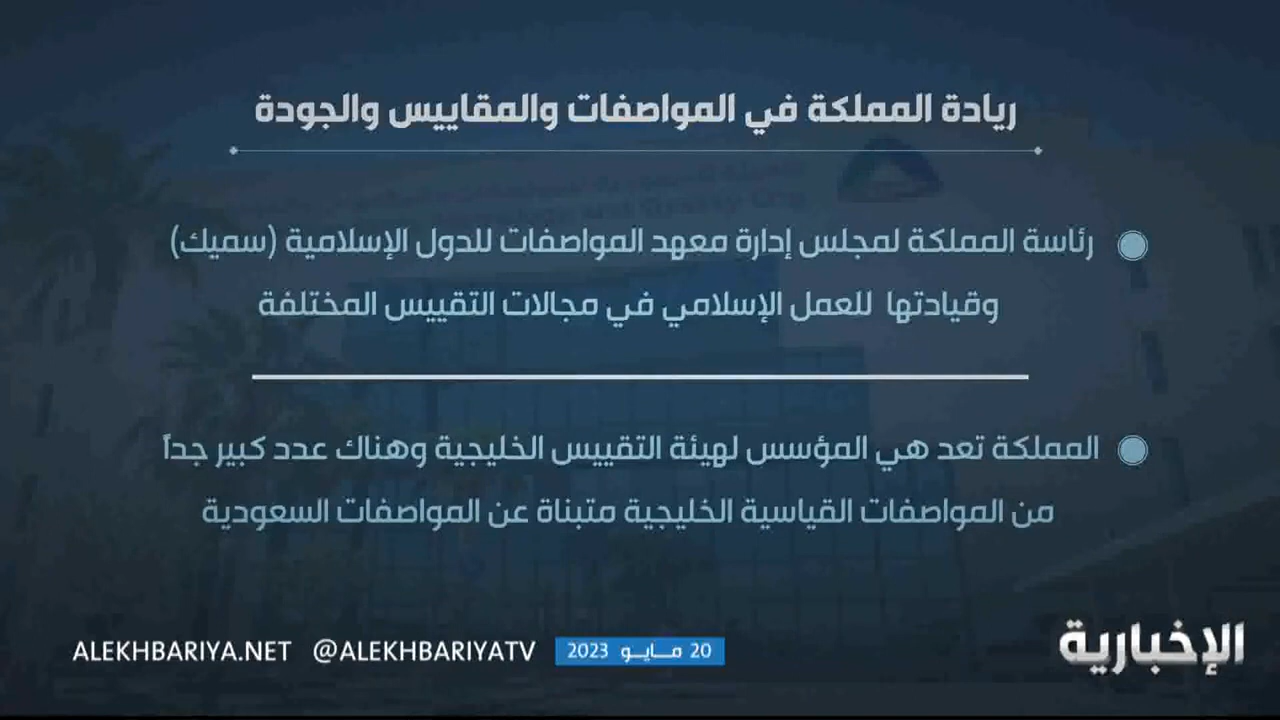 ريادة المملكة في المواصفات والمقاييس والجودة
رئاسة المملكة لمجلس إدارة معهد المواصفات للدول الإسلامية (سميك)
وقيادتها للعمل الإسلامي في مجالات التقييس المختلفة
المملكة تعد هي المؤسس لهيئة التقييس الخليجية وهناك عدد كبير جداً
من المواصفات القياسية الخليجية متبناة عن المواصفات السعودية
الإخبارية
20 مايو 2023
@ALEKHBARIYATV
ALEKHBARIYA.NET